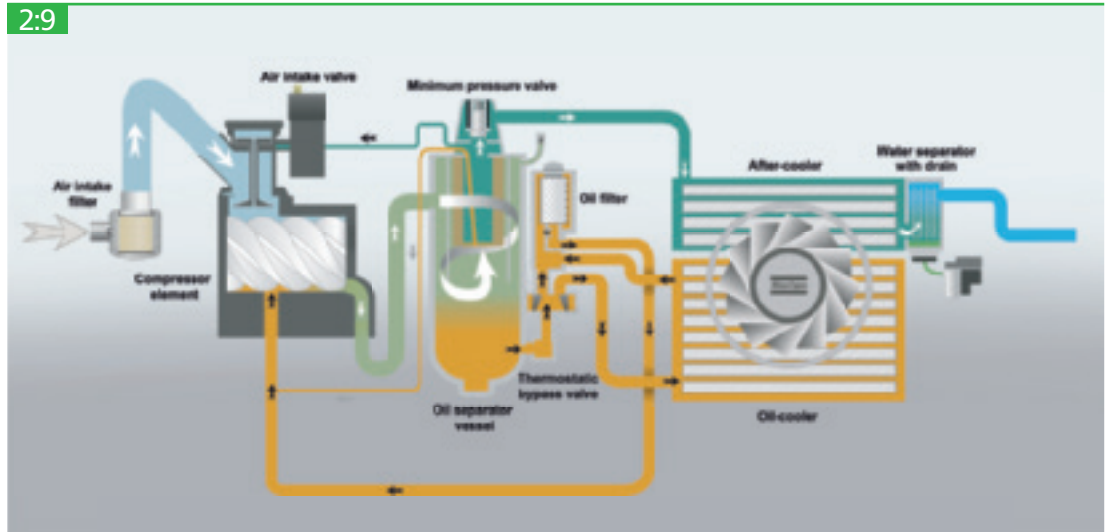 2:9
Air intake valve
Minimum pressure valve
Air intake
filter
After-cooler
Water separator
with drain
Oil filter
Compressor
element
Thermostatic
bypass valve
Oil separator
vessel
Oil-cooler